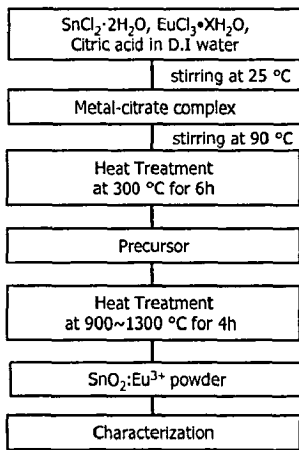 SnCl₂·2H₂O, EuCl₃•XH₂O,
Citric acid in D.I water
stirring at 25 °C
Metal-citrate complex
stirring at 90 °C
Heat Treatment
at 300 °C for 6h
Precursor
Heat Treatment
at 900~1300 °C for 4h
SnO₂:Eu³⁺ powder
Characterization